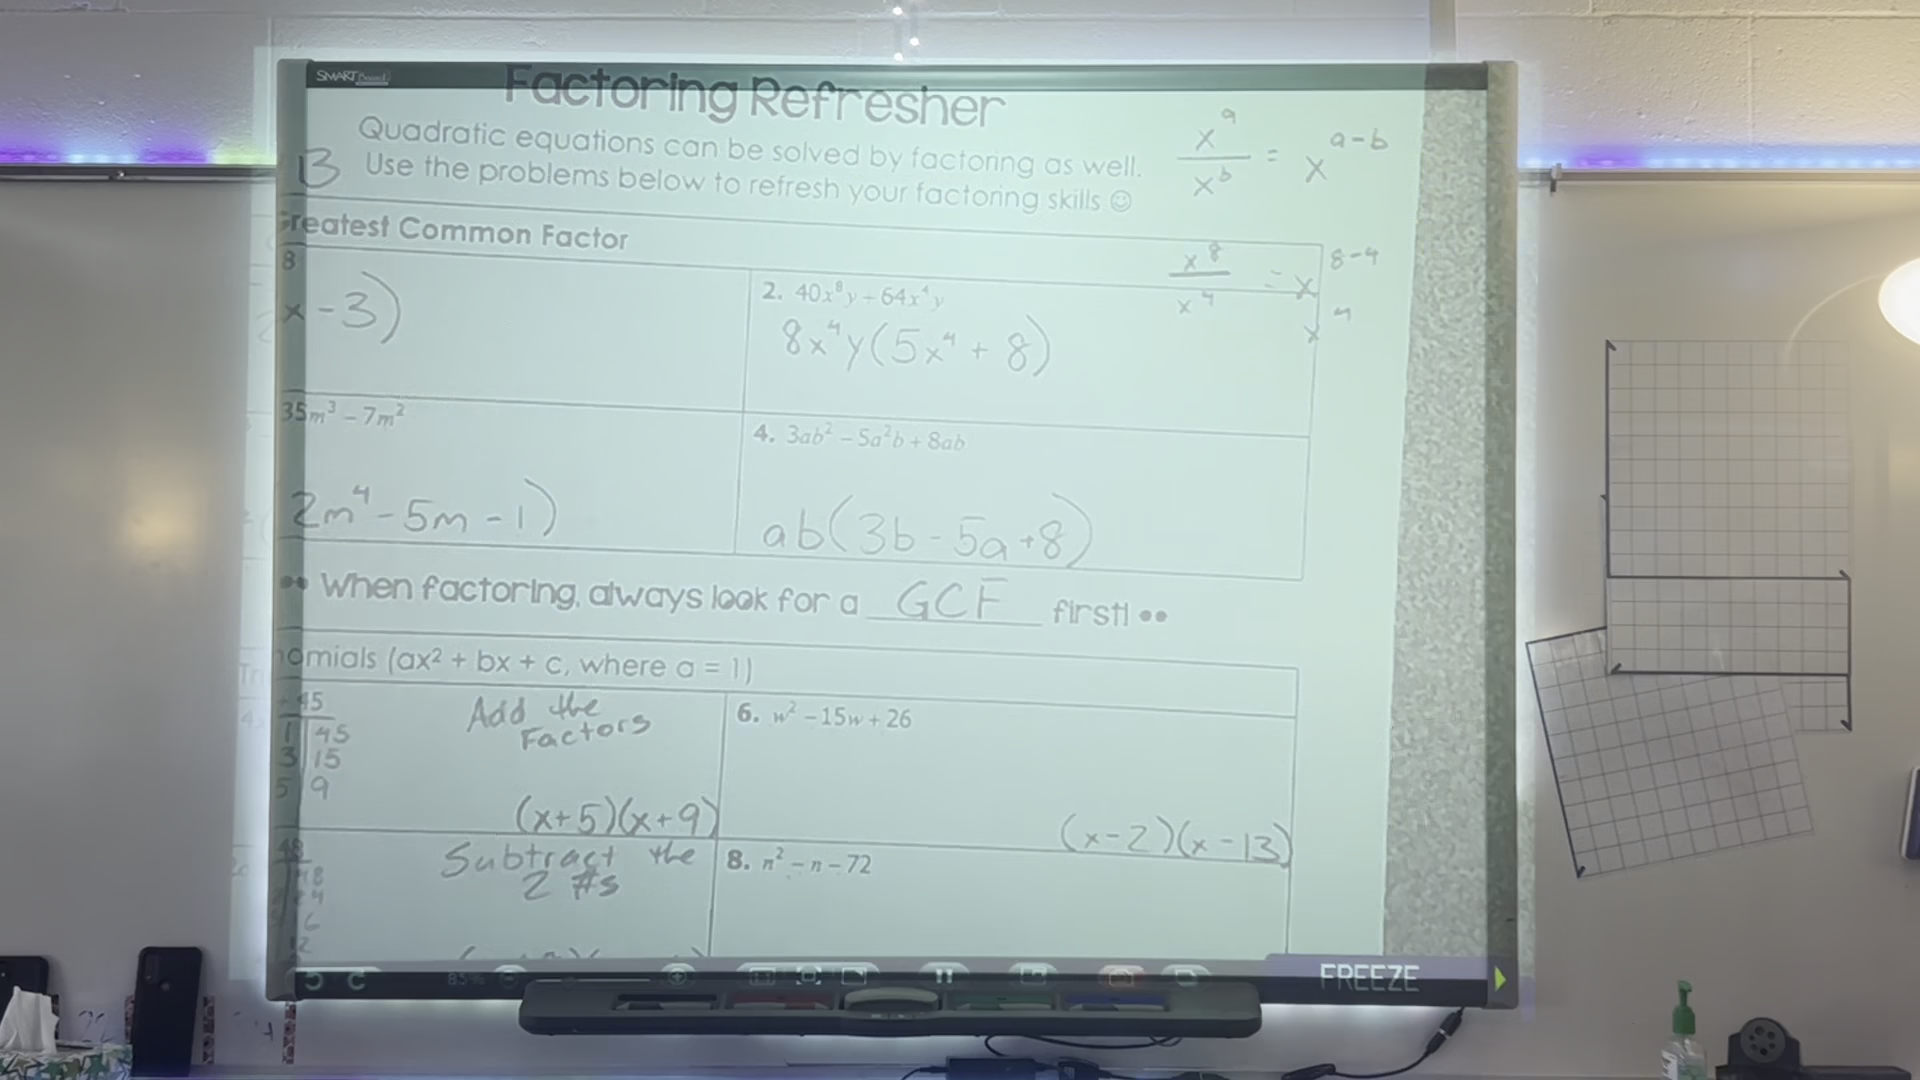 SMART Board
Factoring Refresher
Quadratic equations can be solved by factoring as well.
Use the problems below to refresh your factoring skills ☺
x^a / x^b = x^(a-b)
Greatest Common Factor
8
x - 3)
2. 40x⁸y + 64x⁴y
8x⁴y(5x⁴ + 8)
x⁸ / x⁴ = x^(8-4)
x⁴
35m³ - 7m²
2m⁴ - 5m - 1)
4. 3ab² - 5a²b + 8ab
ab(3b - 5a + 8)
•• When factoring, always look for a GCF first! ••
nomials (ax² + bx + c, where a = 1)
45
1 | 45
3 | 15
5 | 9
Add the
Factors
(x+5)(x+9)
6. w² - 15w + 26
(x-2)(x-13)
48
Subtract the
2 #s
8. n² - n - 72
85%
FREEZE